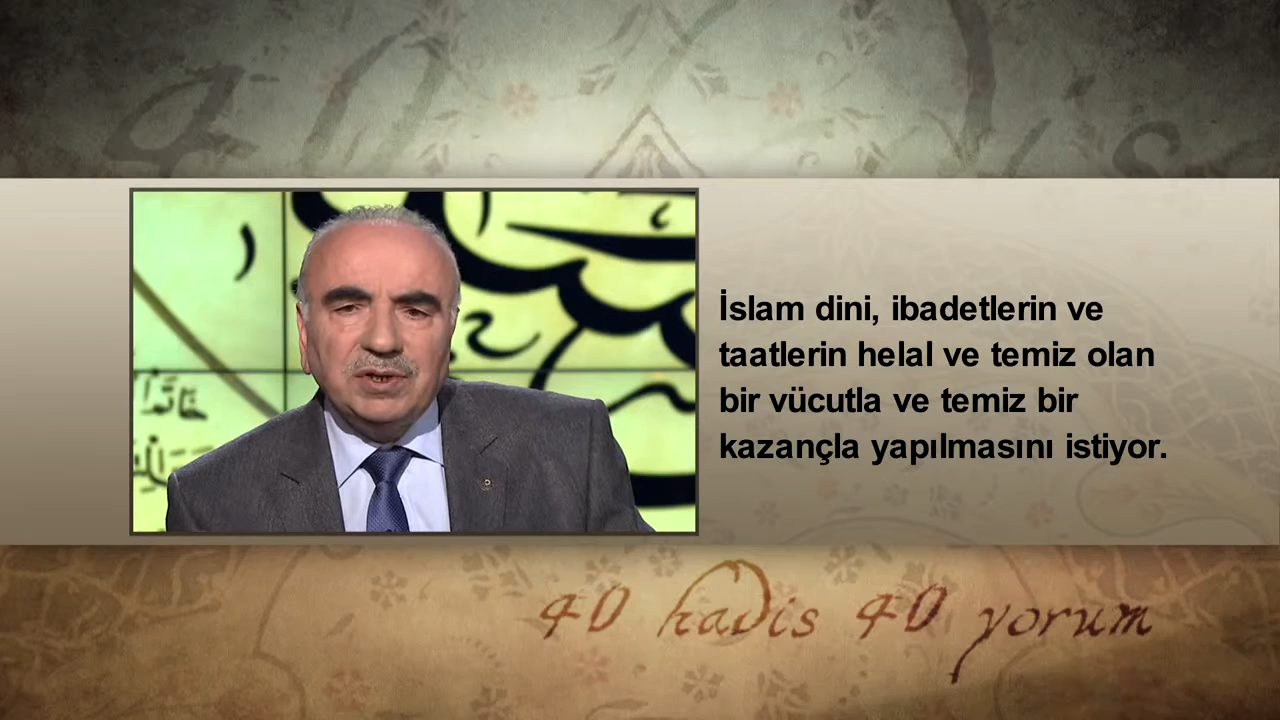 İslam dini, ibadetlerin ve
taatlerin helal ve temiz olan
bir vücutla ve temiz bir
kazançla yapılmasını istiyor.
40 hadis 40 yorum